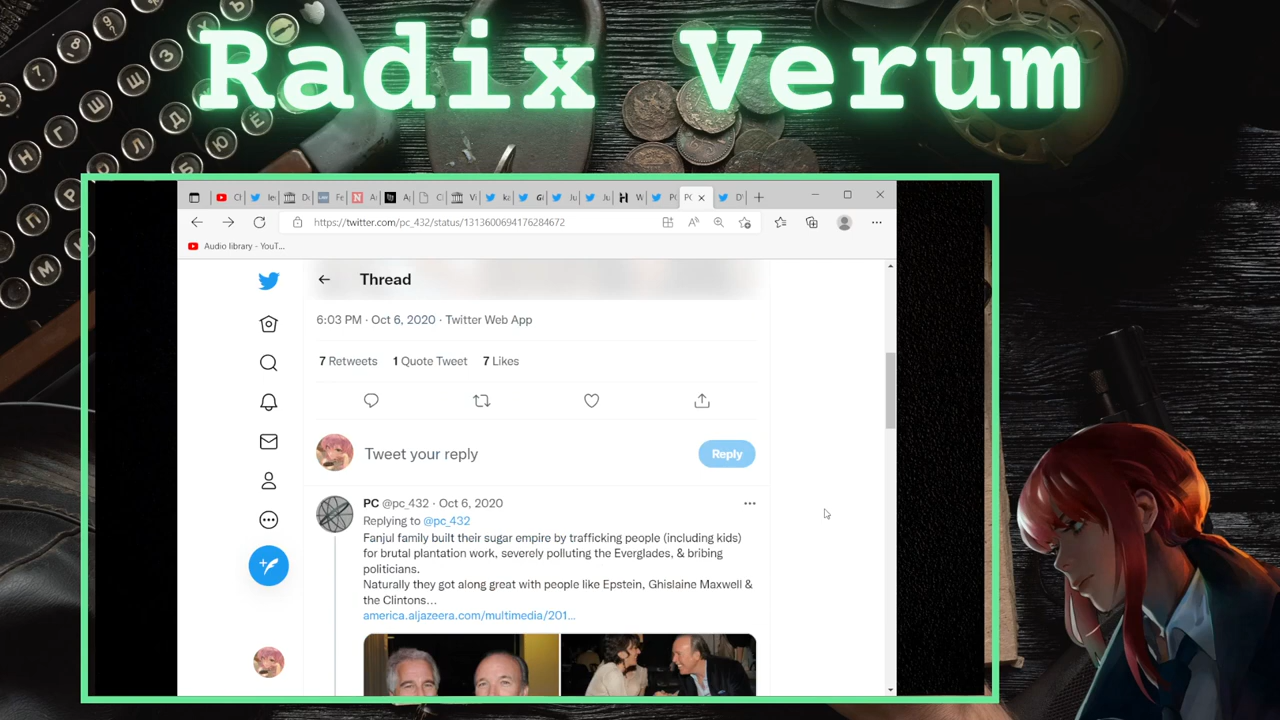 Radix Verum
https://twitter.com/pc_432/status/1313600694176284672
Audio library - YouT...
Thread
6:03 PM · Oct 6, 2020 · Twitter Web App
7 Retweets 1 Quote Tweet 7 Likes
Tweet your reply
Reply
PC @pc_432 · Oct 6, 2020
Replying to @pc_432
Fanjul family built their sugar empire by trafficking people (including kids)
for brutal plantation work, severely polluting the Everglades, & bribing
politicians.
Naturally they got along great with people like Epstein, Ghislaine Maxwell &
the Clintons...
america.aljazeera.com/multimedia/201...